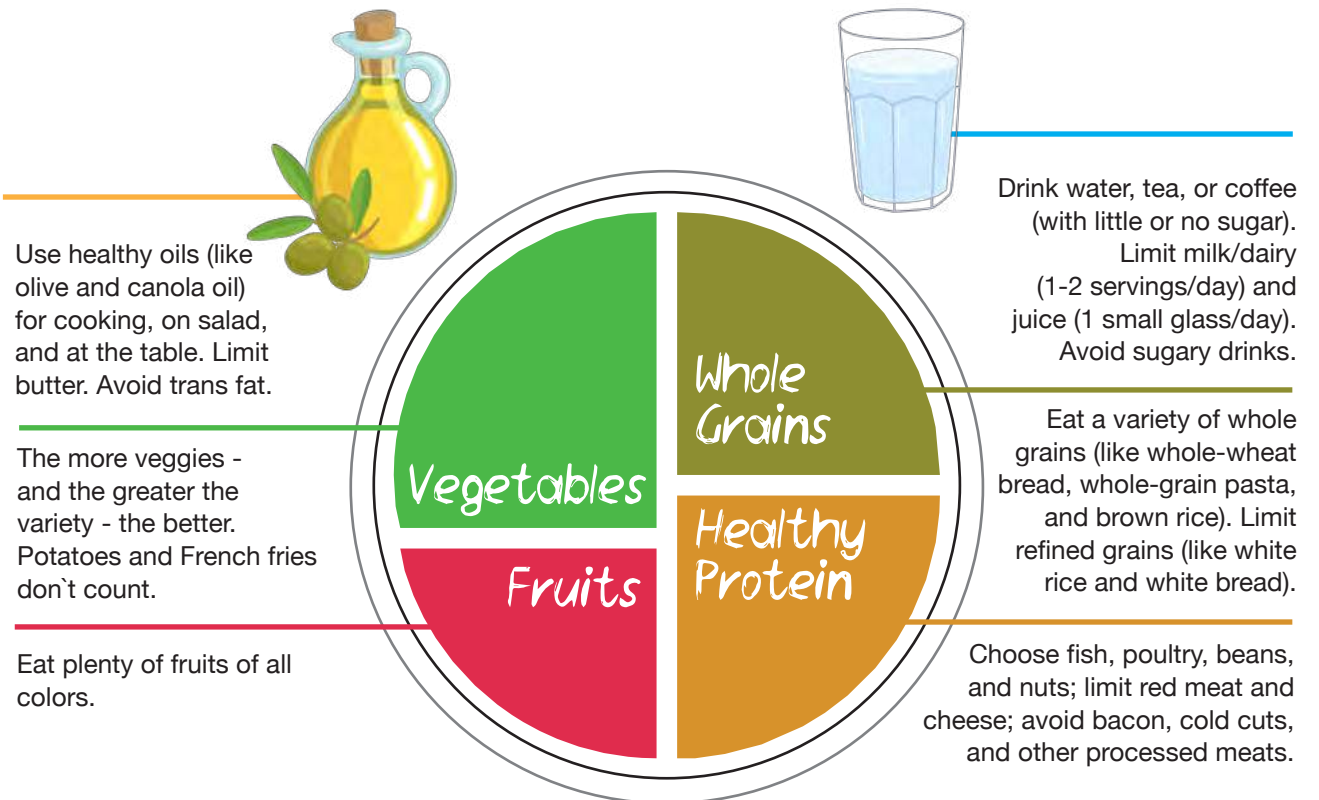 Use healthy oils (like
olive and canola oil)
for cooking, on salad,
and at the table. Limit
butter. Avoid trans fat.
The more veggies -
and the greater the
variety - the better.
Potatoes and French fries
don`t count.
Eat plenty of fruits of all
colors.
Vegetables
Fruits
Whole
Grains
Healthy
Protein
Drink water, tea, or coffee
(with little or no sugar).
Limit milk/dairy
(1-2 servings/day) and
juice (1 small glass/day).
Avoid sugary drinks.
Eat a variety of whole
grains (like whole-wheat
bread, whole-grain pasta,
and brown rice). Limit
refined grains (like white
rice and white bread).
Choose fish, poultry, beans,
and nuts; limit red meat and
cheese; avoid bacon, cold cuts,
and other processed meats.